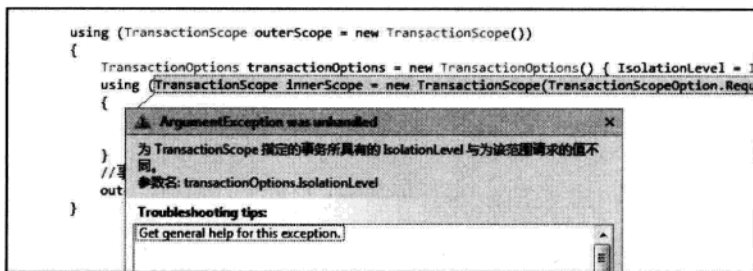 using (TransactionScope outerScope = new TransactionScope())
{
TransactionOptions transactionOptions = new TransactionOptions() { IsolationLevel =
using (TransactionScope innerScope = new TransactionScope(TransactionScopeOption.Requ
{
ArgumentException was unhandled
×
为 TransactionScope 指定的事务所具有的 IsolationLevel 与为该范围请求的值不
同。
参数名: transactionOptions.IsolationLevel
}
//事
out
}
Troubleshooting tips:
Get general help for this exception.